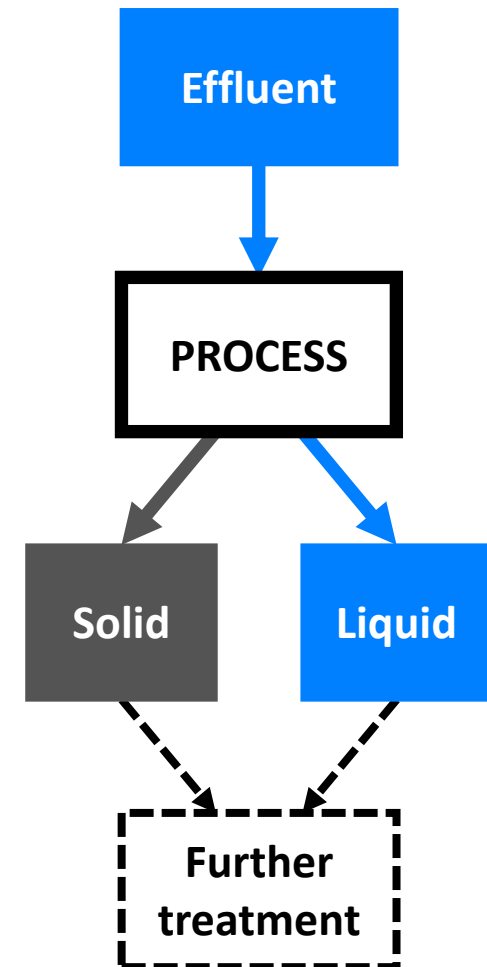 Effluent
PROCESS
Solid
Liquid
Further
treatment